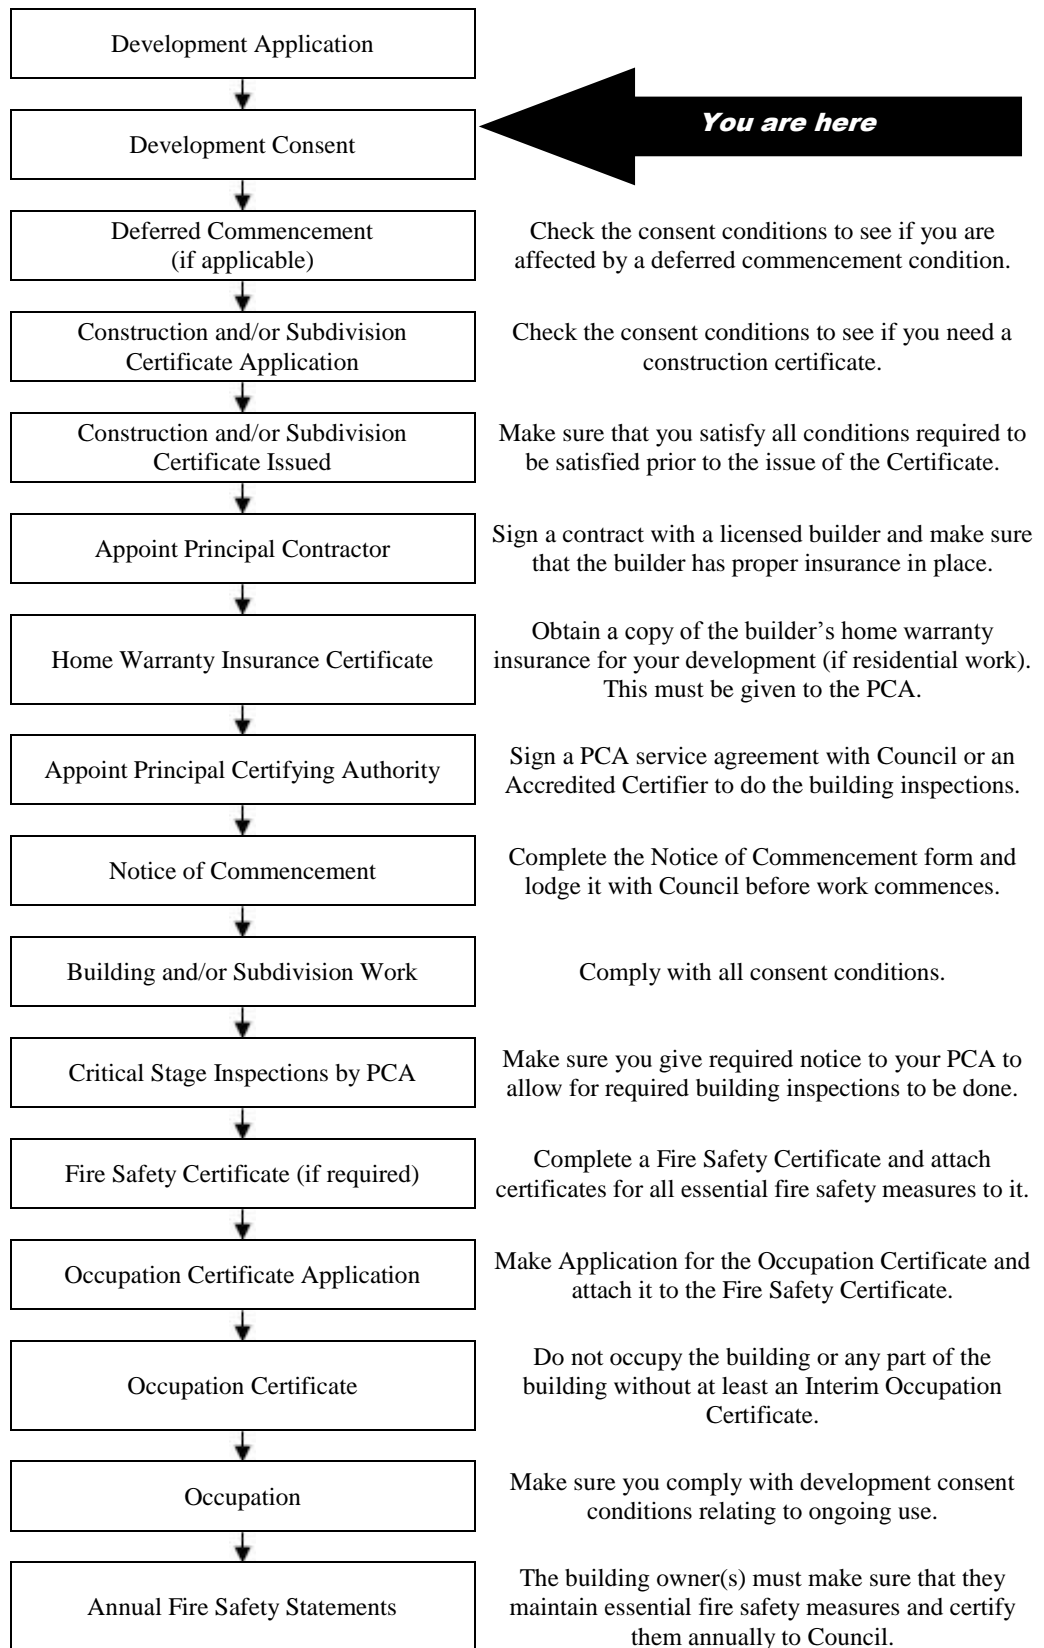 Development Application
Development Consent
You are here
Deferred Commencement
(if applicable)
Check the consent conditions to see if you are
affected by a deferred commencement condition.
Construction and/or Subdivision
Certificate Application
Check the consent conditions to see if you need a
construction certificate.
Construction and/or Subdivision
Certificate Issued
Make sure that you satisfy all conditions required to
be satisfied prior to the issue of the Certificate.
Appoint Principal Contractor
Sign a contract with a licensed builder and make sure
that the builder has proper insurance in place.
Home Warranty Insurance Certificate
Obtain a copy of the builder’s home warranty
insurance for your development (if residential work).
This must be given to the PCA.
Appoint Principal Certifying Authority
Sign a PCA service agreement with Council or an
Accredited Certifier to do the building inspections.
Notice of Commencement
Complete the Notice of Commencement form and
lodge it with Council before work commences.
Building and/or Subdivision Work
Comply with all consent conditions.
Critical Stage Inspections by PCA
Make sure you give required notice to your PCA to
allow for required building inspections to be done.
Fire Safety Certificate (if required)
Complete a Fire Safety Certificate and attach
certificates for all essential fire safety measures to it.
Occupation Certificate Application
Make Application for the Occupation Certificate and
attach it to the Fire Safety Certificate.
Occupation Certificate
Do not occupy the building or any part of the
building without at least an Interim Occupation
Certificate.
Occupation
Make sure you comply with development consent
conditions relating to ongoing use.
Annual Fire Safety Statements
The building owner(s) must make sure that they
maintain essential fire safety measures and certify
them annually to Council.